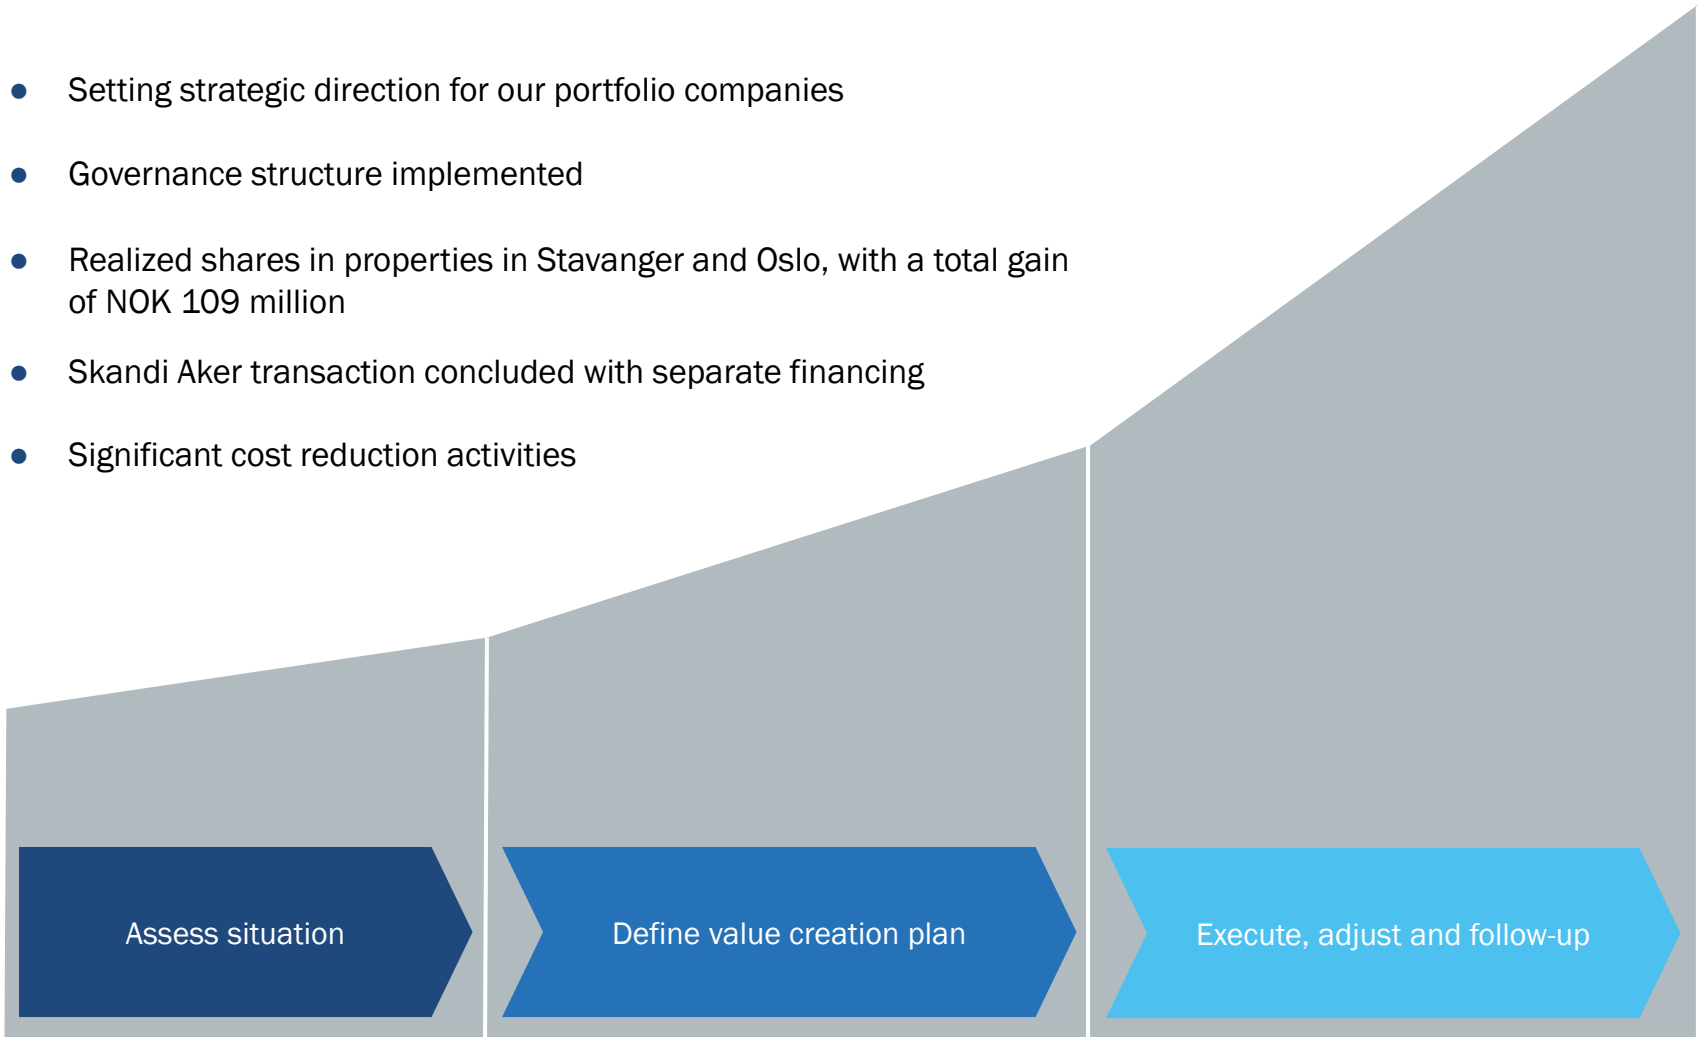 ● Setting strategic direction for our portfolio companies
● Governance structure implemented
● Realized shares in properties in Stavanger and Oslo, with a total gain
of NOK 109 million
● Skandi Aker transaction concluded with separate financing
● Significant cost reduction activities
Assess situation
Define value creation plan
Execute, adjust and follow-up